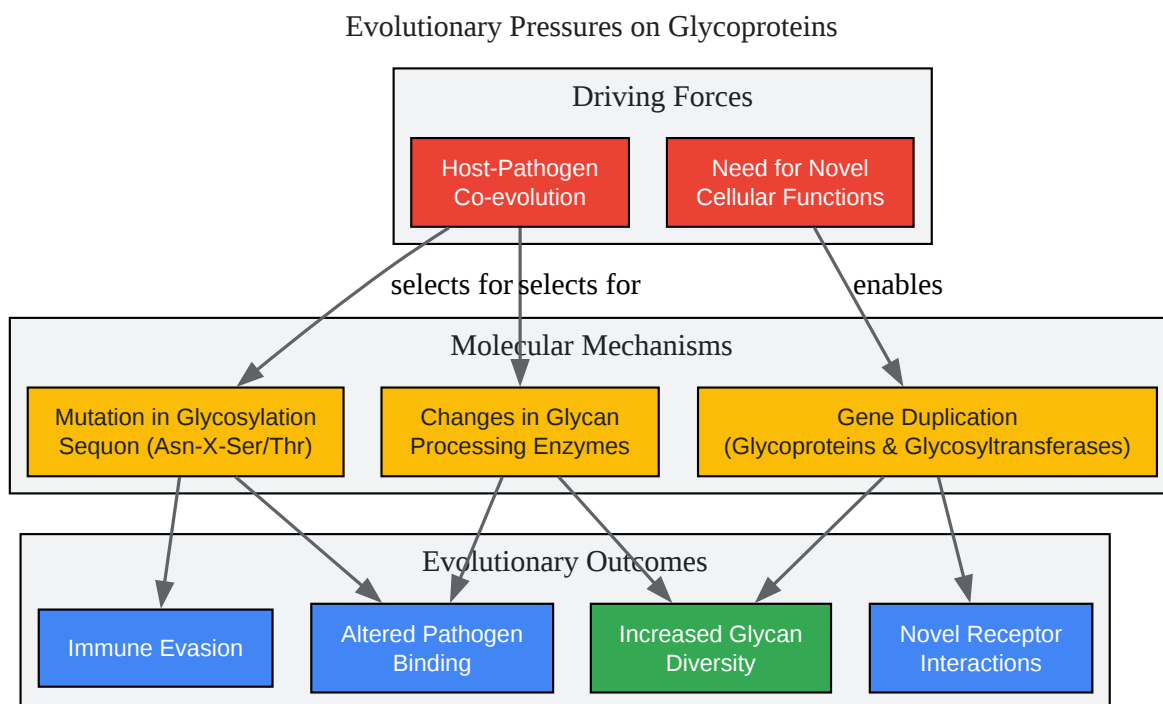 Evolutionary Pressures on Glycoproteins
Driving Forces
Host-Pathogen
Co-evolution
Need for Novel
Cellular Functions
selects for
selects for
enables
Molecular Mechanisms
Mutation in Glycosylation
Sequon (Asn-X-Ser/Thr)
Changes in Glycan
Processing Enzymes
Gene Duplication
(Glycoproteins & Glycosyltransferases)
Evolutionary Outcomes
Immune Evasion
Altered Pathogen
Binding
Increased Glycan
Diversity
Novel Receptor
Interactions